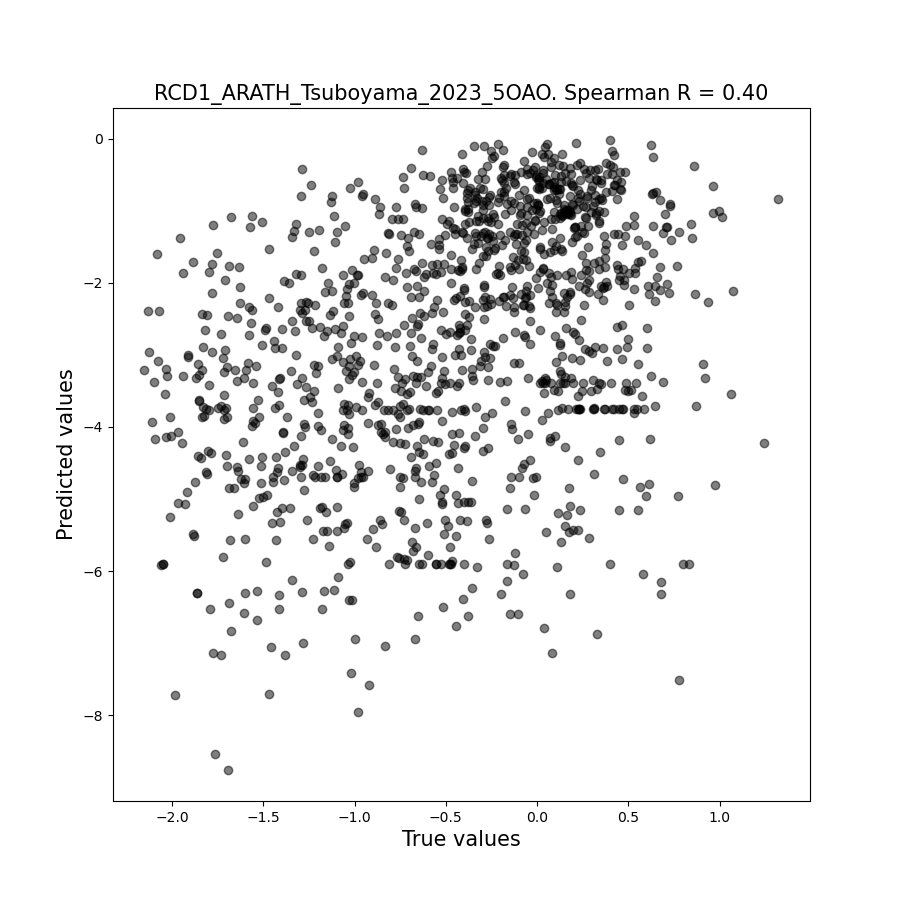 RCD1_ARATH_Tsuboyama_2023_5OAO. Spearman R = 0.40
0
−2
−4
−6
−8
Predicted values
−2.0 −1.5 −1.0 −0.5 0.0 0.5 1.0
True values